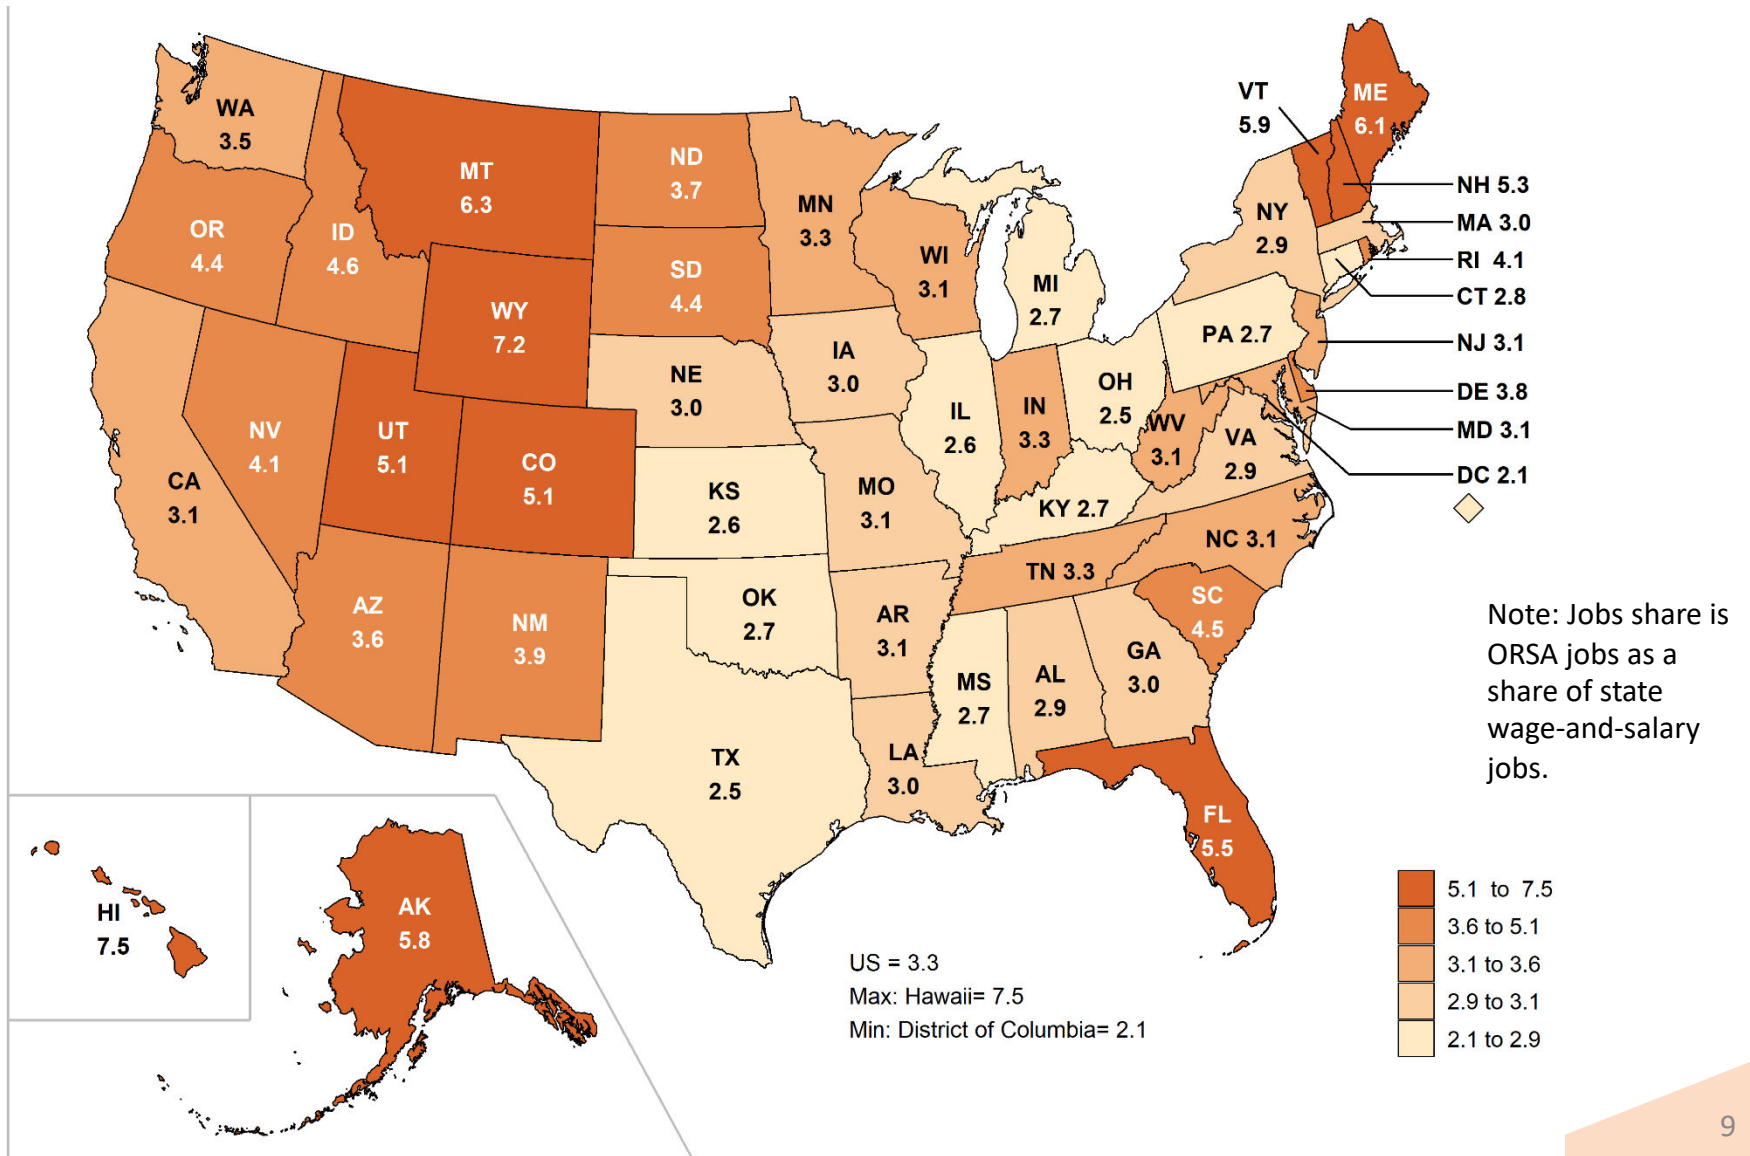 WA
3.5
MT
6.3
ND
3.7
MN
3.3
VT
5.9
ME
6.1
OR
4.4
ID
4.6
WY
7.2
SD
4.4
WI
3.1
MI
2.7
NY
2.9
NH 5.3
MA 3.0
RI 4.1
CT 2.8
NJ 3.1
DE 3.8
MD 3.1
DC 2.1
PA 2.7
NE
3.0
IA
3.0
IL
2.6
IN
3.3
OH
2.5
WV
3.1
VA
2.9
NV
4.1
UT
5.1
CO
5.1
CA
3.1
KS
2.6
MO
3.1
KY 2.7
NC 3.1
TN 3.3
SC
4.5
AZ
3.6
NM
3.9
OK
2.7
AR
3.1
MS
2.7
AL
2.9
GA
3.0
TX
2.5
LA
3.0
FL
5.5
HI
7.5
AK
5.8
Note: Jobs share is
ORSA jobs as a
share of state
wage-and-salary
jobs.
US = 3.3
Max: Hawaii= 7.5
Min: District of Columbia= 2.1
5.1 to 7.5
3.6 to 5.1
3.1 to 3.6
2.9 to 3.1
2.1 to 2.9
9